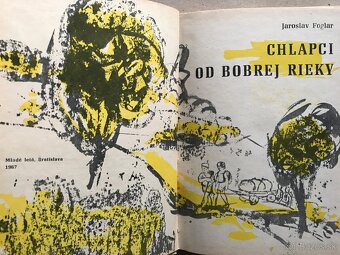 Jaroslav Foglar
CHLAPCI
OD BOBREJ RIEKY
Mladé letá, Bratislava
1967